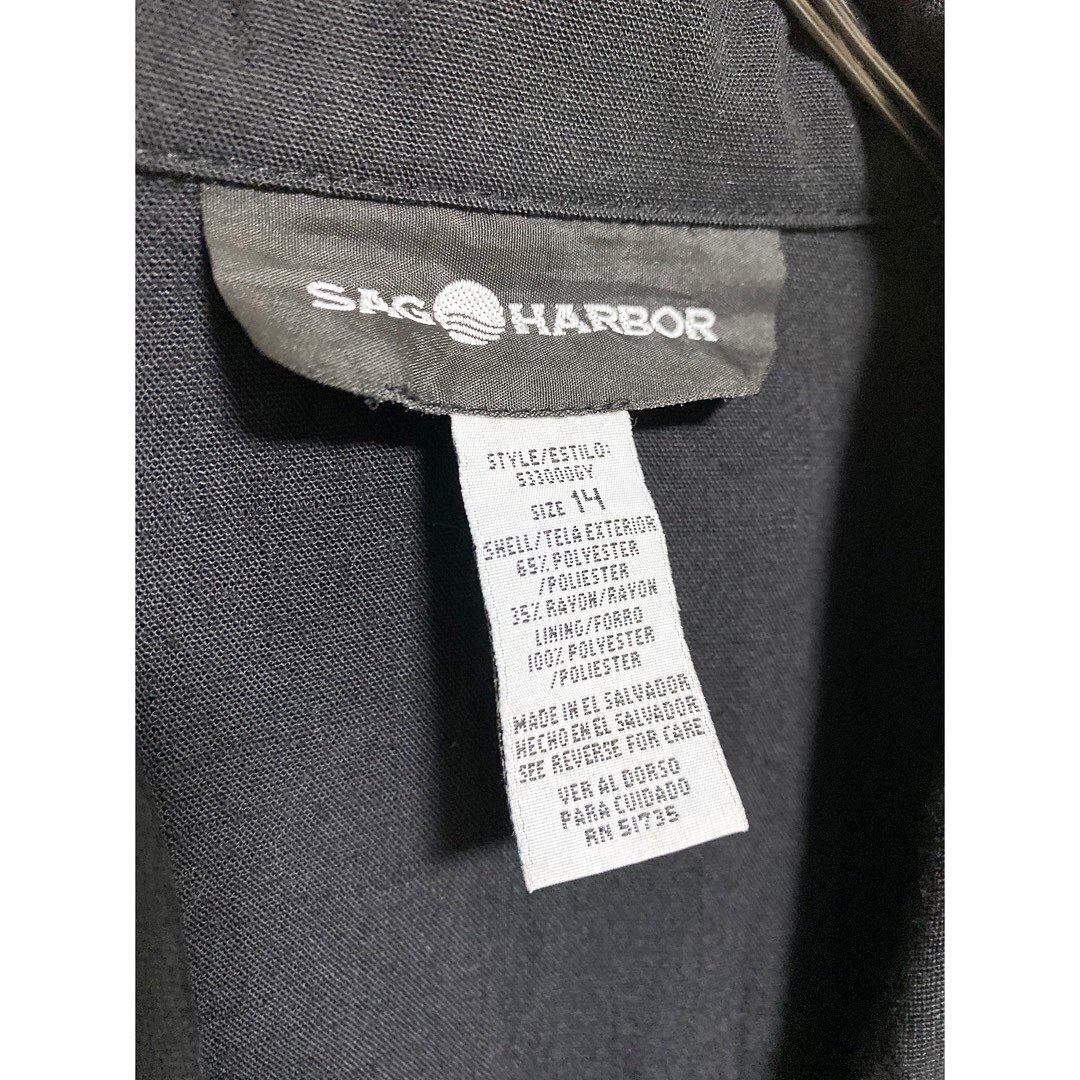 SAG HARBOR
STYLE/ESTILO:
533000GY
SIZE 14
SHELL/TELA EXTERIOR
65% POLYESTER
/POLIESTER
35% RAYON/RAYON
LINING/FORRO
100% POLYESTER
/POLIESTER
MADE IN EL SALVADOR
HECHO EN EL SALVADOR
SEE REVERSE FOR CARE
VER AL DORSO
PARA CUIDADO
RN 51735